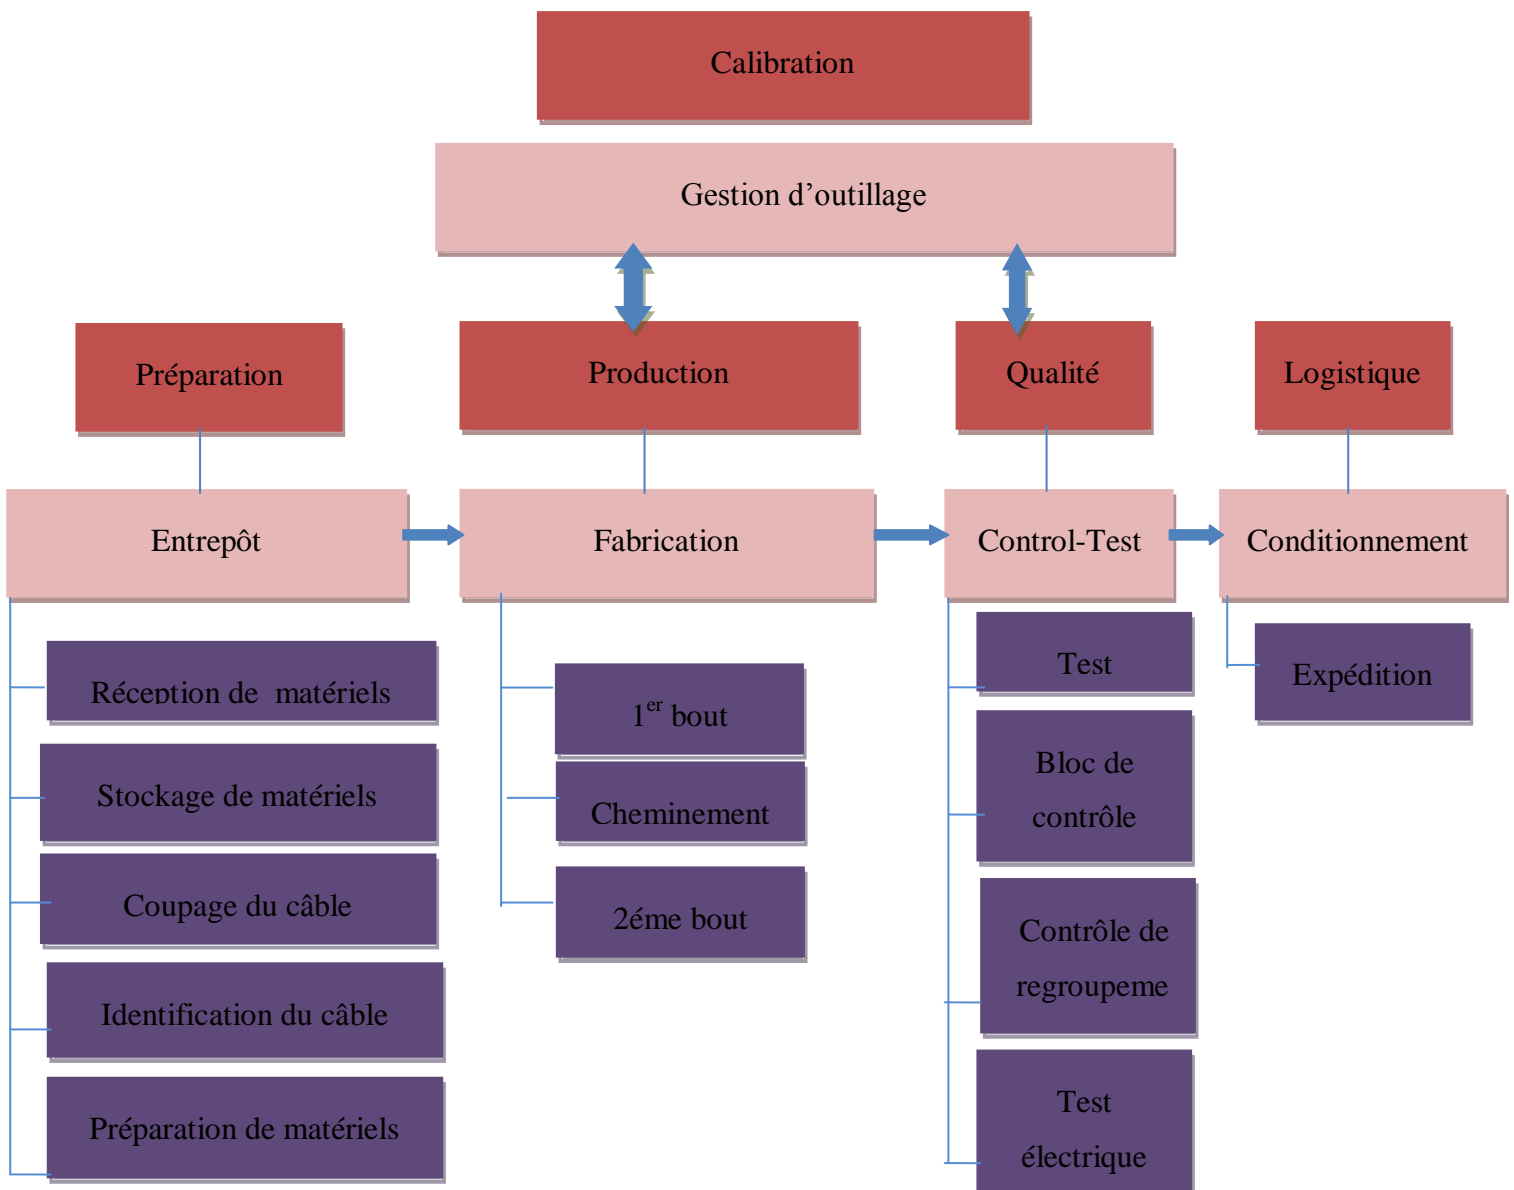 Calibration
Gestion d’outillage
Préparation
Production
Qualité
Logistique
Entrepôt
Fabrication
Control-Test
Conditionnement
Réception de  matériels
Stockage de matériels
Coupage du câble
Identification du câble
Préparation de matériels
1er bout
Cheminement
2éme bout
Test
Bloc de
contrôle
Contrôle de
regroupeme
Test
électrique
Expédition